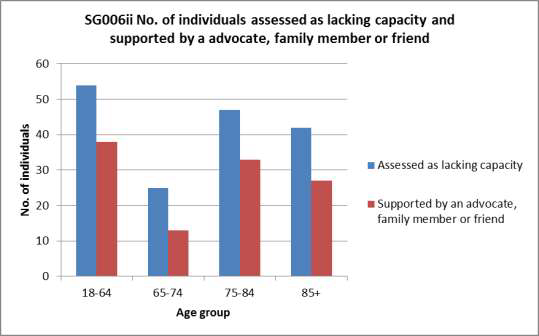 SG006ii No. of individuals assessed as lacking capacity and
supported by a advocate, family member or friend
60
50
40
30
20
10
0
No. of individuals
18-64
65-74
75-84
85+
Age group
Assessed as lacking capacity
Supported by an advocate,
family member or friend